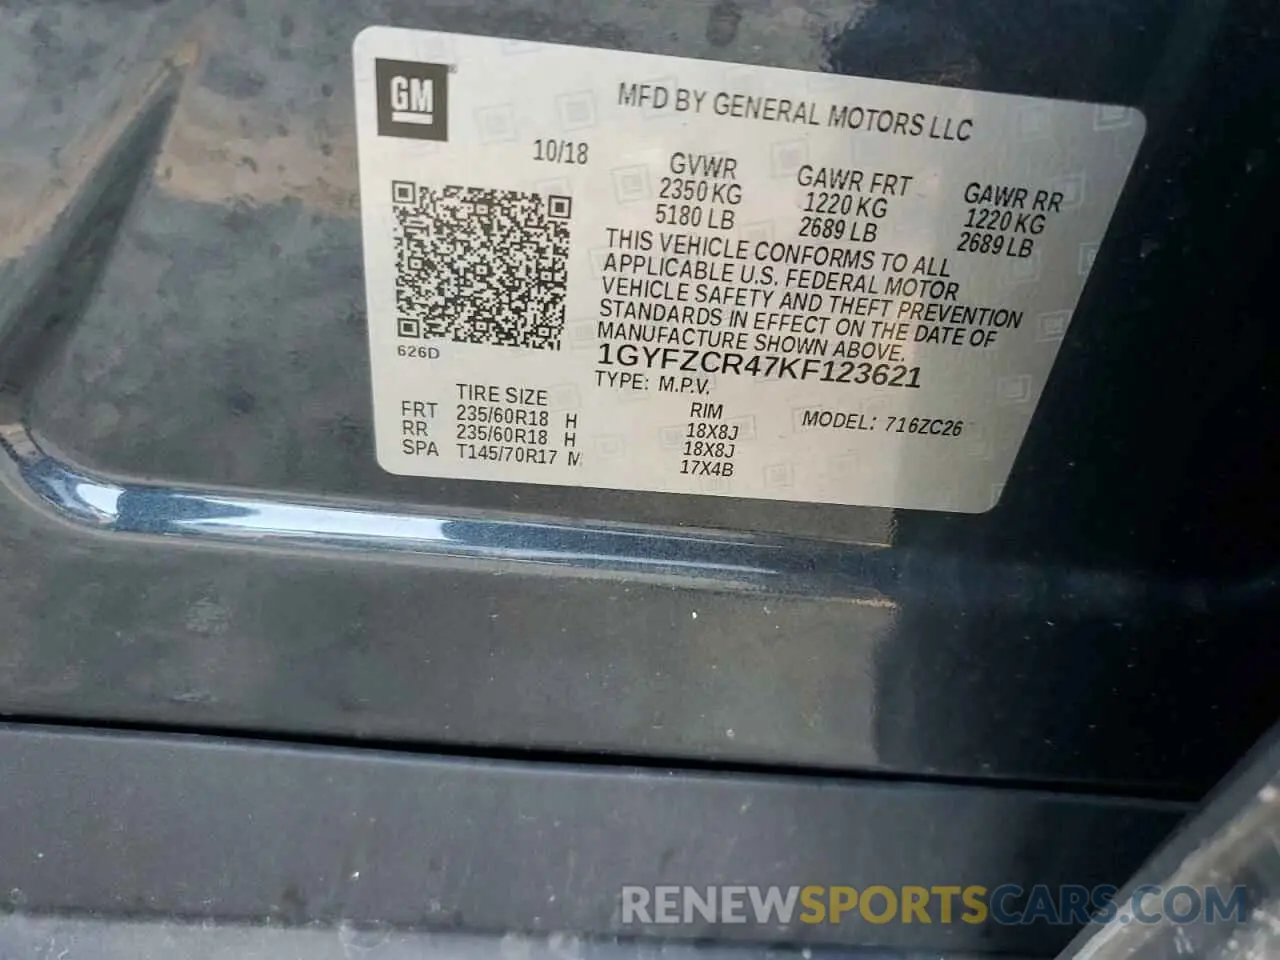 GM
MFD BY GENERAL MOTORS LLC
10/18
GVWR
2350 KG
5180 LB
GAWR FRT
1220 KG
2689 LB
GAWR RR
1220 KG
2689 LB
THIS VEHICLE CONFORMS TO ALL
APPLICABLE U.S. FEDERAL MOTOR
VEHICLE SAFETY AND THEFT PREVENTION
STANDARDS IN EFFECT ON THE DATE OF
MANUFACTURE SHOWN ABOVE.
1GYFZCR47KF123621
626D
TYPE: M.P.V.
MODEL: 716ZC26
TIRE SIZE RIM
FRT 235/60R18 H 18X8J
RR 235/60R18 H 18X8J
SPA T145/70R17 M 17X4B
RENEWSPORTSCARS.COM